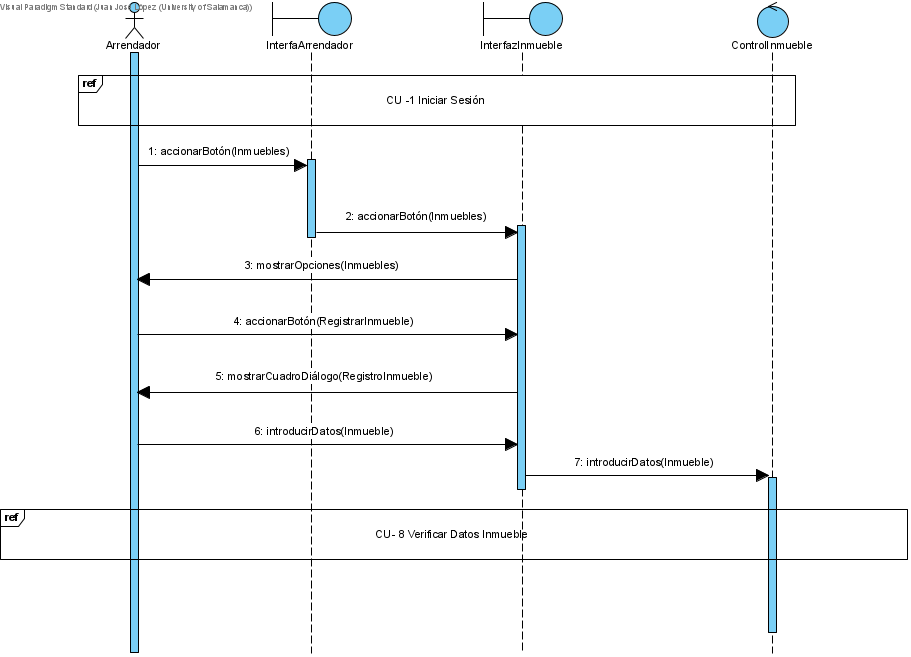 Visual Paradigm Standard(Juan José López (University of Salamanca))
Arrendador
InterfaArrendador
InterfazInmueble
ControlInmueble
ref
CU -1 Iniciar Sesión
1: accionarBotón(Inmuebles)
2: accionarBotón(Inmuebles)
3: mostrarOpciones(Inmuebles)
4: accionarBotón(RegistrarInmueble)
5: mostrarCuadroDiálogo(RegistroInmueble)
6: introducirDatos(Inmueble)
7: introducirDatos(Inmueble)
ref
CU- 8 Verificar Datos Inmueble